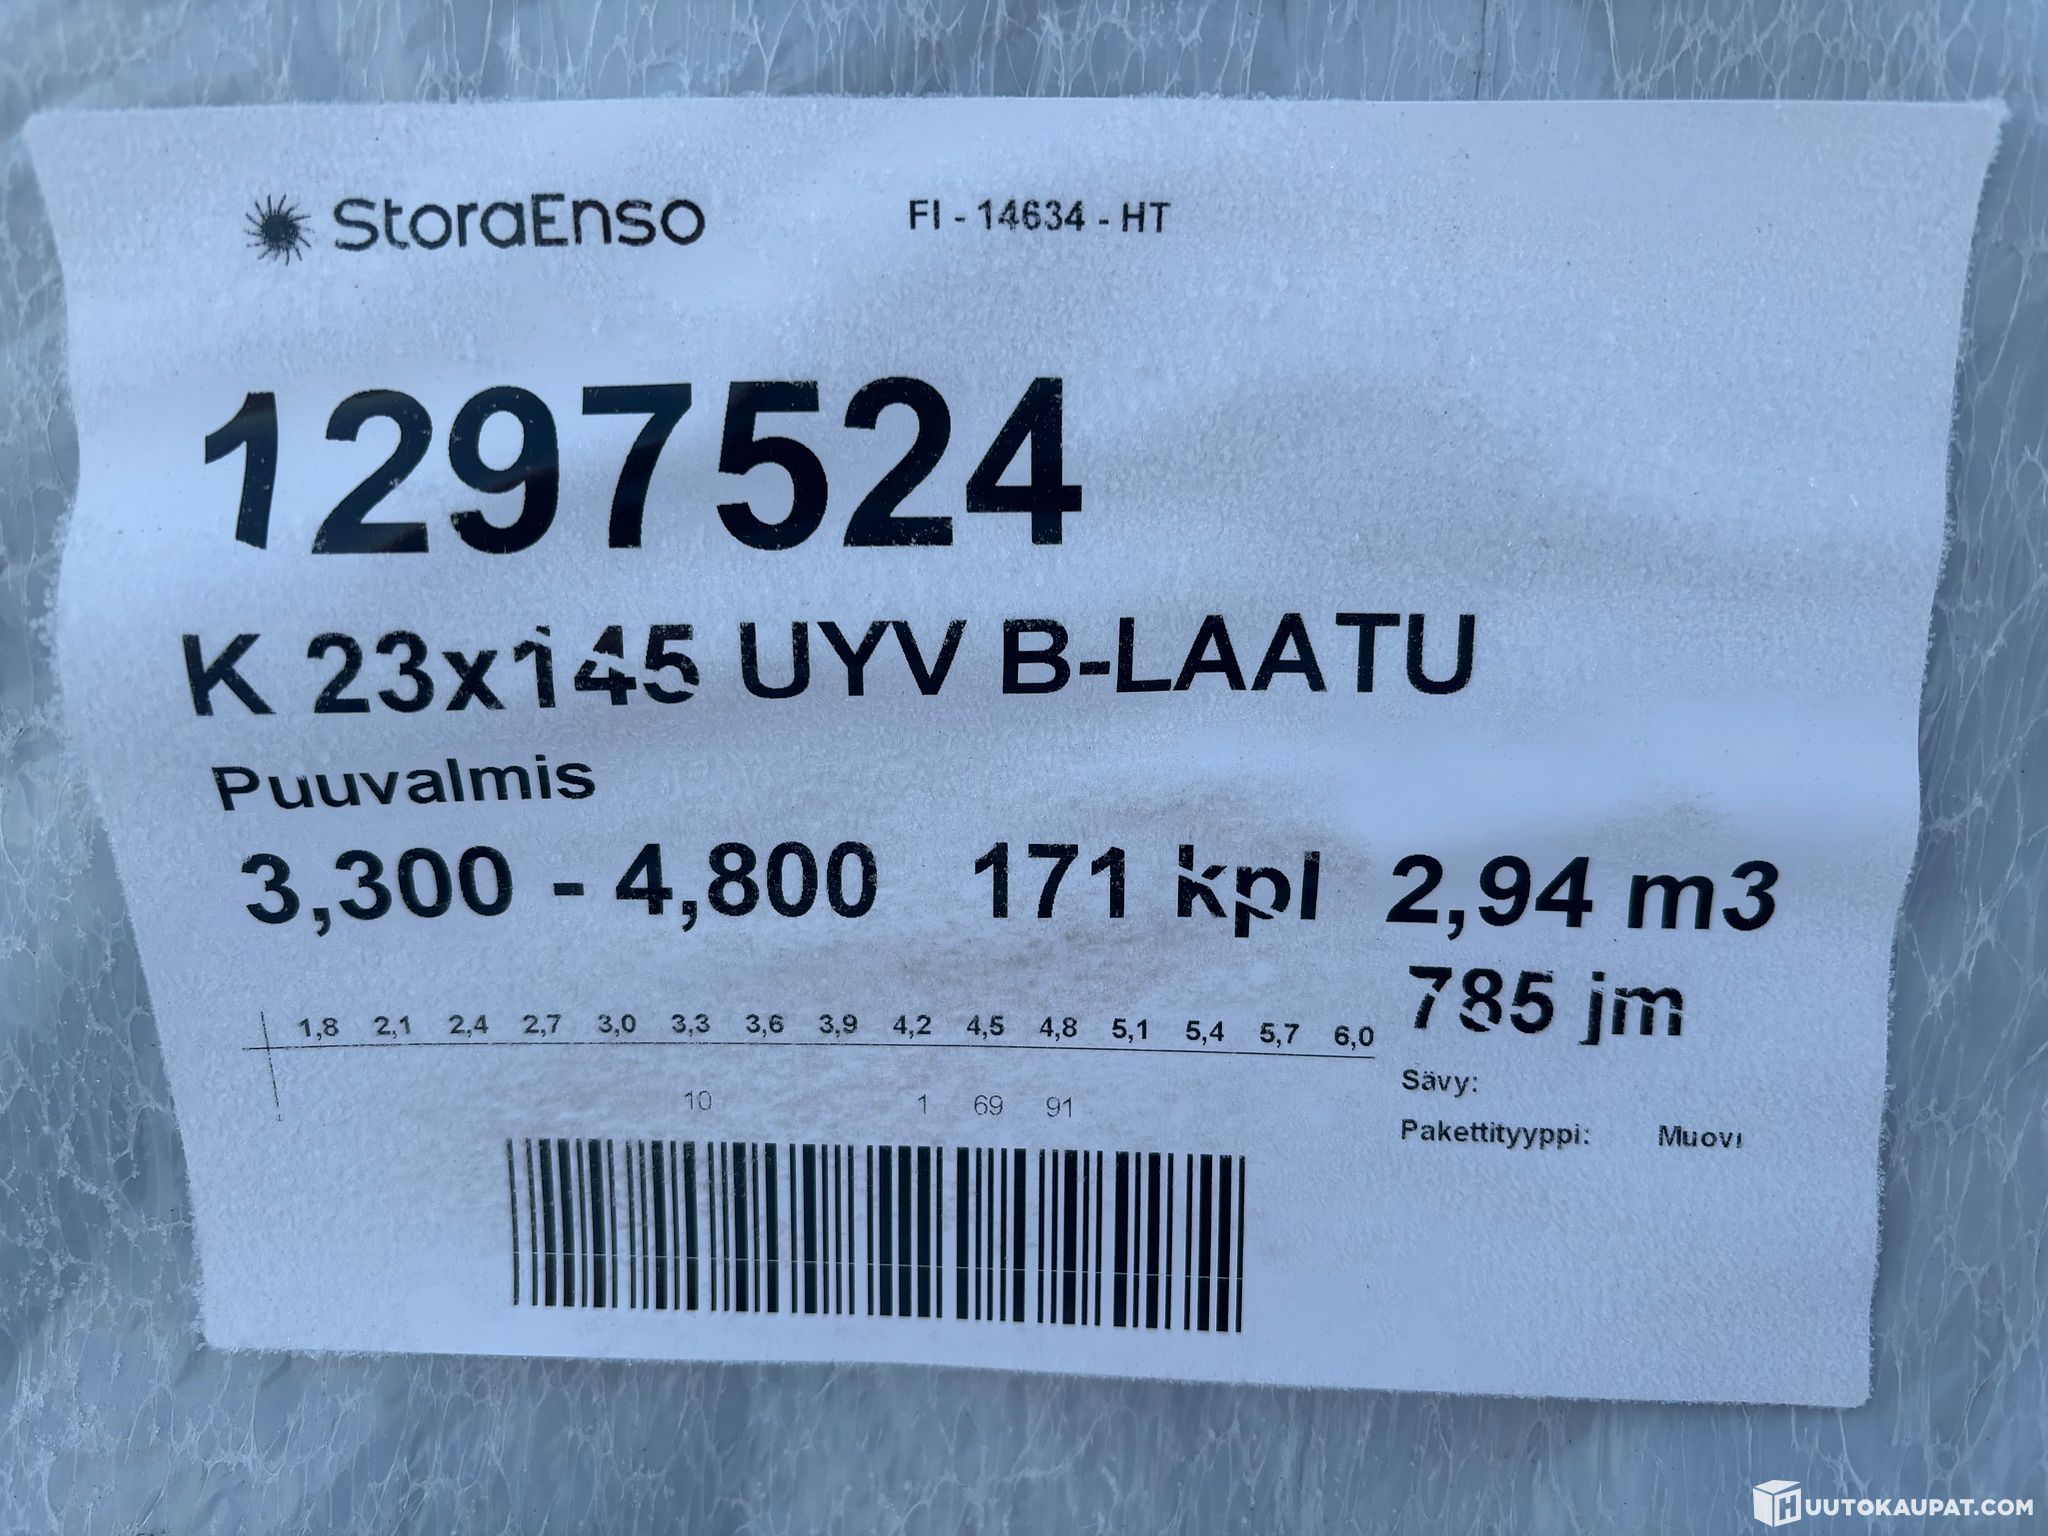 StoraEnso
FI - 14634 - HT
1297524
K 23x145 UYV B-LAATU
Puuvalmis
3,300 - 4,800 171 kpl 2,94 m3
785 jm
1,8 2,1 2,4 2,7 3,0 3,3 3,6 3,9 4,2 4,5 4,8 5,1 5,4 5,7 6,0
10 1 69 91
Sävy:
Pakettityyppi: Muovi
HUUTOKAUPAT.COM